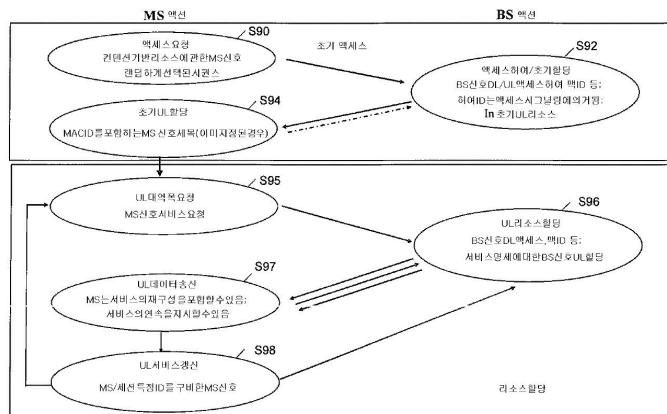 MS 액션
BS 액션
S90
액세스요청
컨텐션기반리소스에관한MS신호
랜덤하게선택된시퀀스
초기 액세스
S92
액세스허여/초기할당
BS신호DL/UL액세스허여 맥ID 등;
허여ID는액세스시그널링에의거됨;
In 초기UL리소스
S94
초기UL할당
MACID를포함하는MS 신호세목(이미지정된경우)
S95
UL대역폭요청
MS신호서비스요청
S96
UL리소스할당
BS신호DL액세스,맥ID 등;
서비스명세에대한BS신호UL할당
S97
UL데이터송신
MS는서비스의재구성을포함할수있음;
서비스의연속을지시할수있음
S98
UL서비스갱신
MS/세션특정ID를구비한MS신호
리소스할당